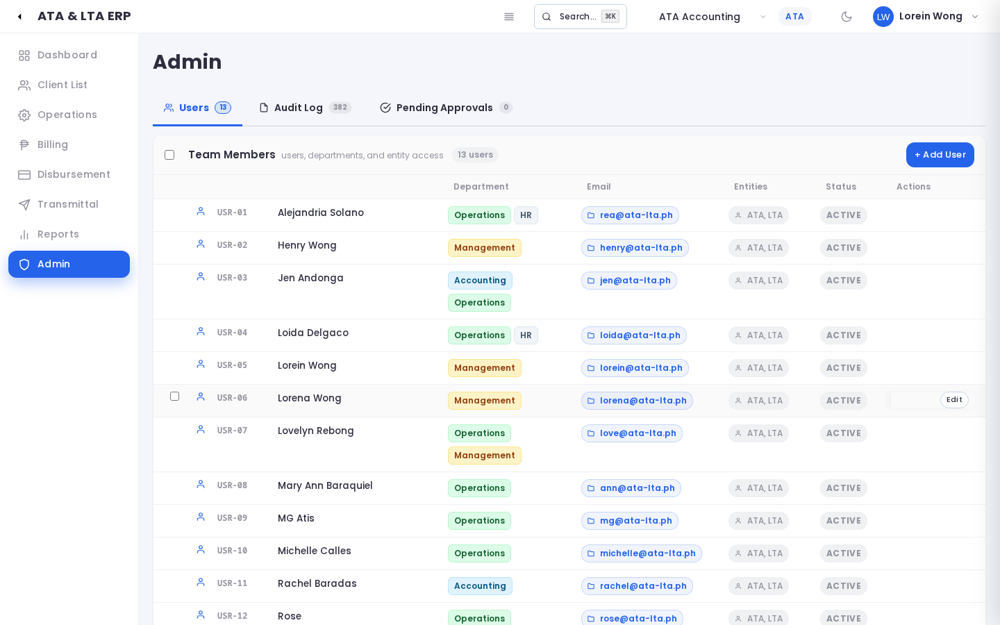 ATA & LTA ERP
Search... ⌘K
ATA Accounting
ATA
LW
Lorein Wong
Dashboard
Client List
Operations
Billing
Disbursement
Transmittal
Reports
Admin
Admin
Users 13
Audit Log 382
Pending Approvals 0
Team Members users, departments, and entity access 13 users
+ Add User
Department Email Entities Status Actions
USR-01 Alejandria Solano Operations HR rea@ata-lta.ph ATA, LTA ACTIVE
USR-02 Henry Wong Management henry@ata-lta.ph ATA, LTA ACTIVE
USR-03 Jen Andonga Accounting jen@ata-lta.ph ATA, LTA ACTIVE
Operations
USR-04 Loida Delgaco Operations HR loida@ata-lta.ph ATA, LTA ACTIVE
USR-05 Lorein Wong Management lorein@ata-lta.ph ATA, LTA ACTIVE
USR-06 Lorena Wong Management lorena@ata-lta.ph ATA, LTA ACTIVE Edit
USR-07 Lovelyn Rebong Operations love@ata-lta.ph ATA, LTA ACTIVE
Management
USR-08 Mary Ann Baraquiel Operations ann@ata-lta.ph ATA, LTA ACTIVE
USR-09 MG Atis Operations mg@ata-lta.ph ATA, LTA ACTIVE
USR-10 Michelle Calles Operations michelle@ata-lta.ph ATA, LTA ACTIVE
USR-11 Rachel Baradas Accounting rachel@ata-lta.ph ATA, LTA ACTIVE
USR-12 Rose Operations rose@ata-lta.ph ATA, LTA ACTIVE